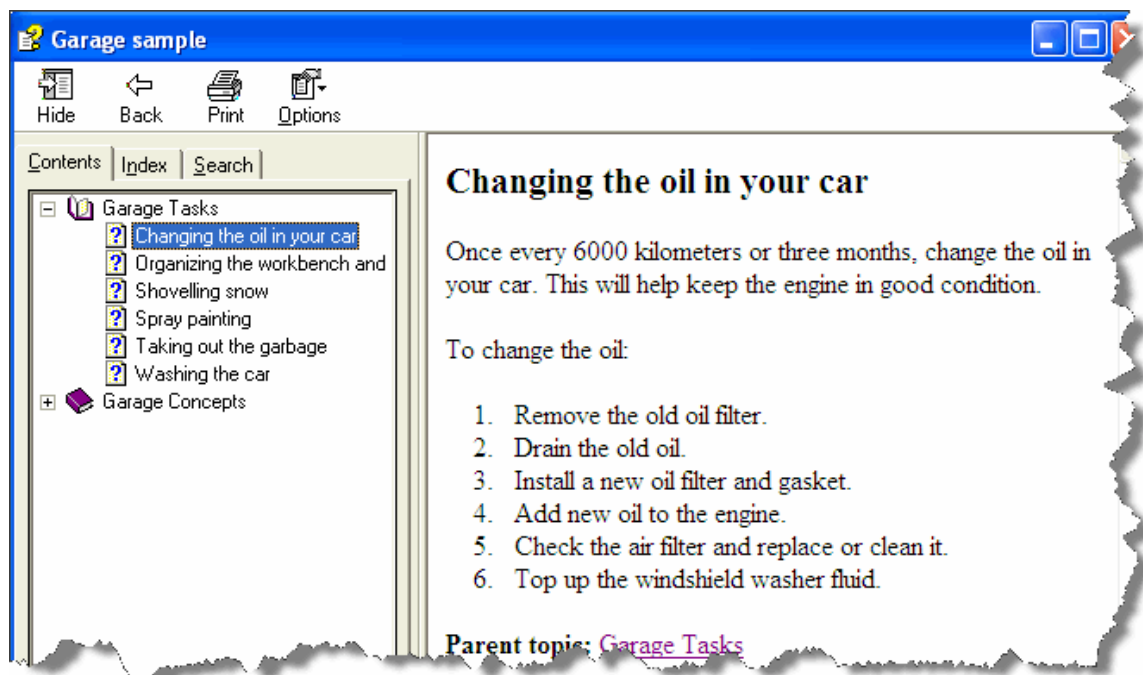 Garage sample
Hide Back Print Options
Contents Index Search
Garage Tasks
Changing the oil in your car
Organizing the workbench and
Shovelling snow
Spray painting
Taking out the garbage
Washing the car
Garage Concepts
Changing the oil in your car
Once every 6000 kilometers or three months, change the oil in
your car. This will help keep the engine in good condition.
To change the oil:
1. Remove the old oil filter.
2. Drain the old oil.
3. Install a new oil filter and gasket.
4. Add new oil to the engine.
5. Check the air filter and replace or clean it.
6. Top up the windshield washer fluid.
Parent topic: Garage Tasks